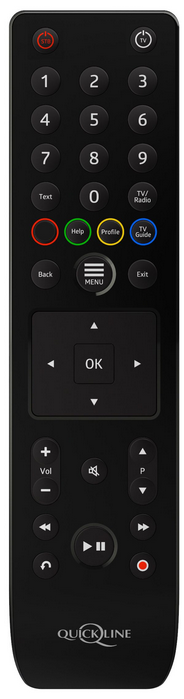 STB TV
1 2 3
4 5 6
7 8 9
Text 0 TV/
Radio
Help Profile TV
Guide
Back MENU Exit
OK
Vol P
QUICKLINE